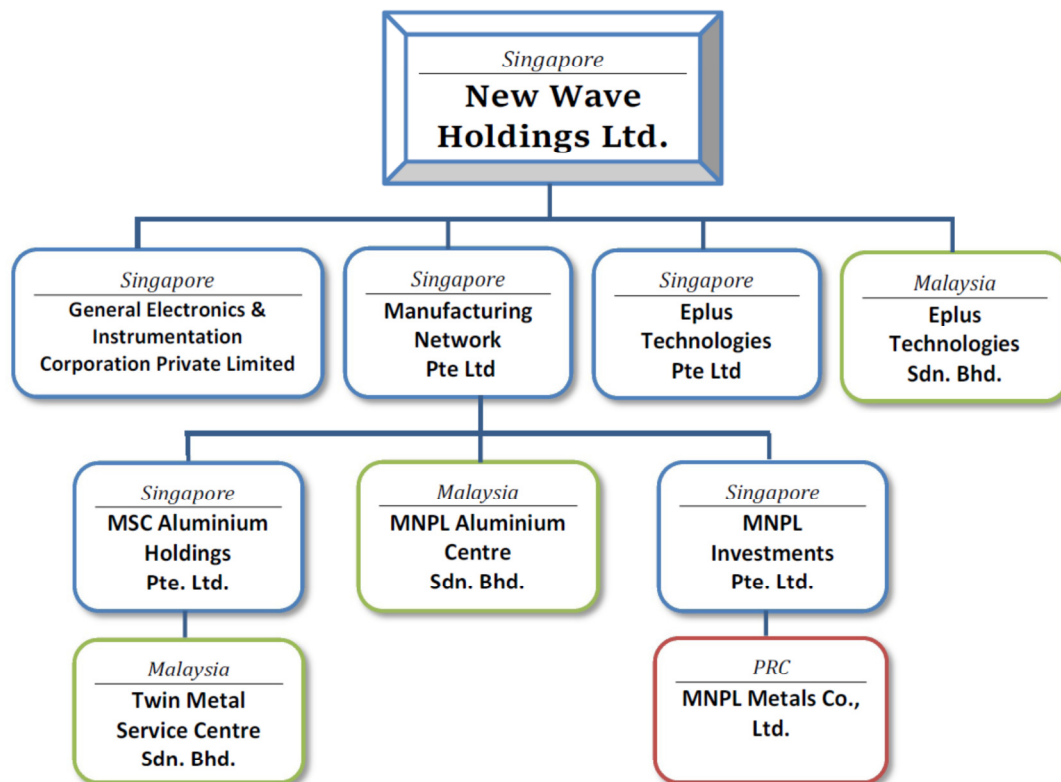 Singapore
New Wave
Holdings Ltd.
Singapore
General Electronics &
Instrumentation
Corporation Private Limited
Singapore
Manufacturing
Network
Pte Ltd
Singapore
Eplus
Technologies
Pte Ltd
Malaysia
Eplus
Technologies
Sdn. Bhd.
Singapore
MSC Aluminium
Holdings
Pte. Ltd.
Malaysia
MNPL Aluminium
Centre
Sdn. Bhd.
Singapore
MNPL
Investments
Pte. Ltd.
Malaysia
Twin Metal
Service Centre
Sdn. Bhd.
PRC
MNPL Metals Co.,
Ltd.